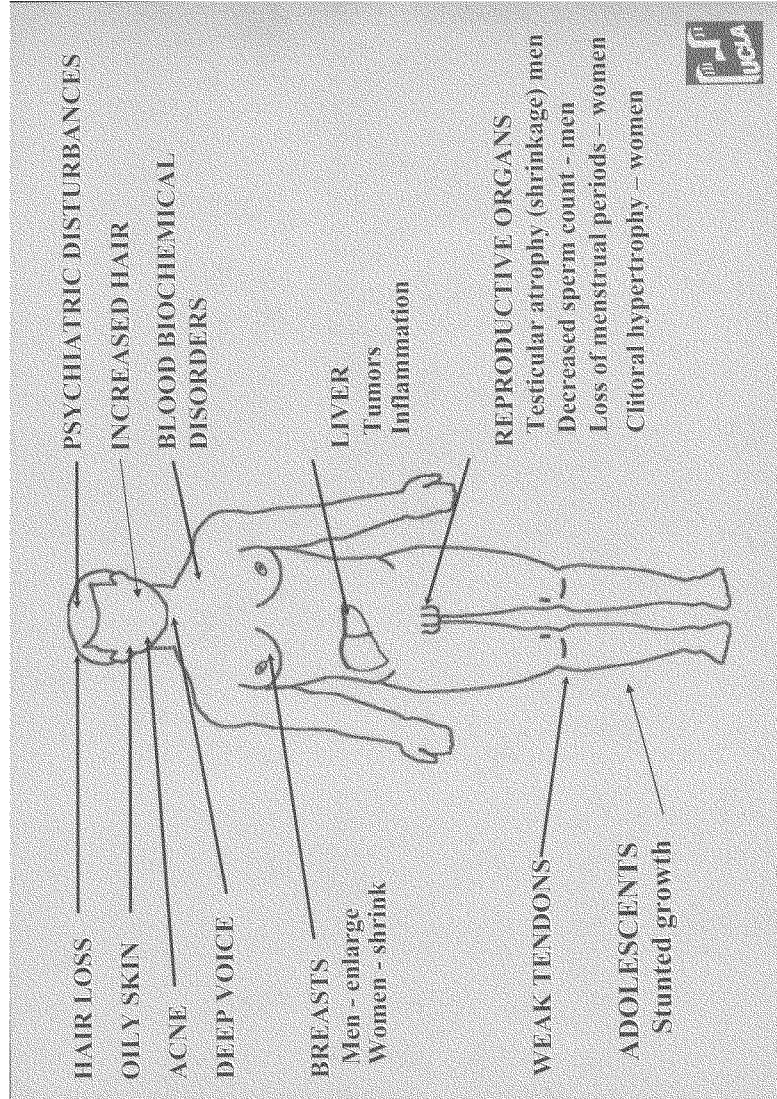 HAIR LOSS
OILY SKIN
ACNE
DEEP VOICE
BREASTS
Men - enlarge
Women - shrink
WEAK TENDONS
ADOLESCENTS
Stunted growth
PSYCHIATRIC DISTURBANCES
INCREASED HAIR
BLOOD BIOCHEMICAL
DISORDERS
LIVER
Tumors
Inflammation
REPRODUCTIVE ORGANS
Testicular atrophy (shrinkage) men
Decreased sperm count - men
Loss of menstrual periods – women
Clitoral hypertrophy – women
UCLA